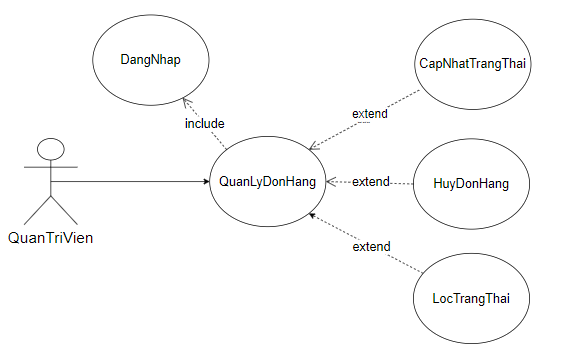 DangNhap
CapNhatTrangThai
extend
include
QuanLyDonHang
extend
HuyDonHang
QuanTriVien
extend
LocTrangThai